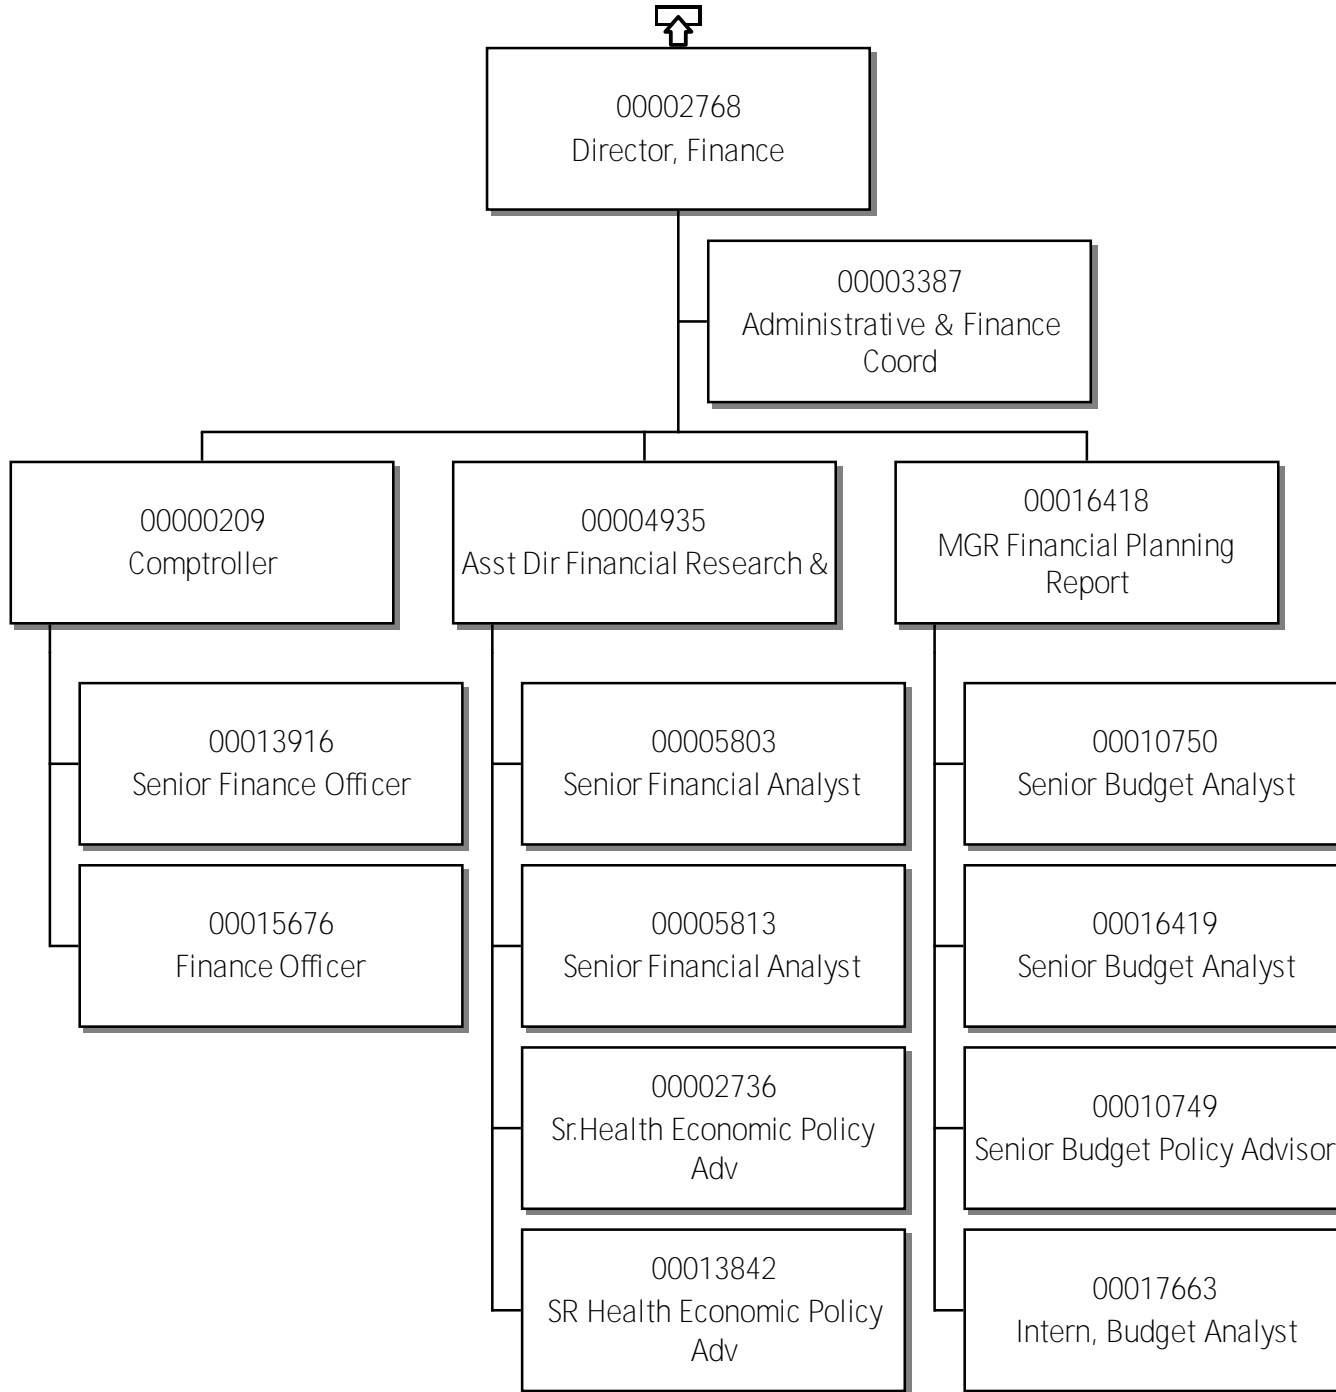 00002768
Director, Finance
00003387
Administrative & Finance
Coord
00000209
Comptroller
00004935
Asst Dir Financial Research &
00016418
MGR Financial Planning
Report
00013916
Senior Finance Officer
00015676
Finance Officer
00005803
Senior Financial Analyst
00005813
Senior Financial Analyst
00002736
Sr.Health Economic Policy
Adv
00013842
SR Health Economic Policy
Adv
00010750
Senior Budget Analyst
00016419
Senior Budget Analyst
00010749
Senior Budget Policy Advisor
00017663
Intern, Budget Analyst